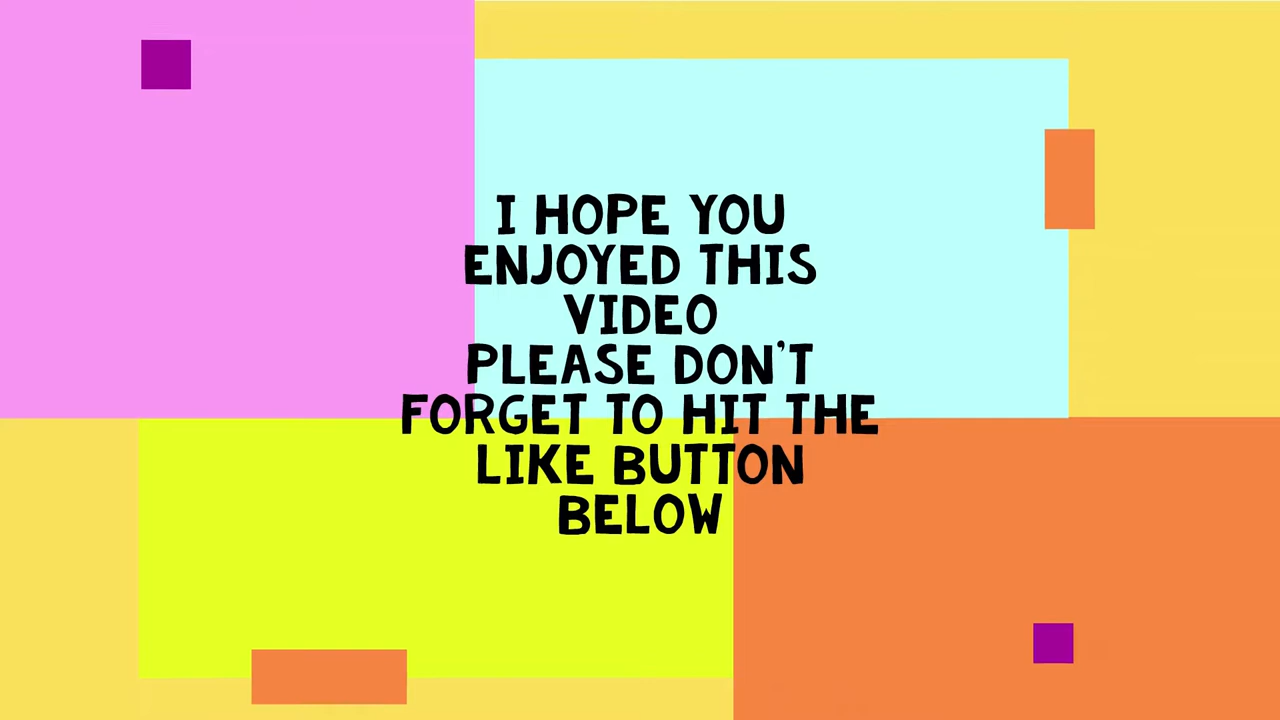 I HOPE YOU
ENJOYED THIS
VIDEO
PLEASE DON'T
FORGET TO HIT THE
LIKE BUTTON
BELOW